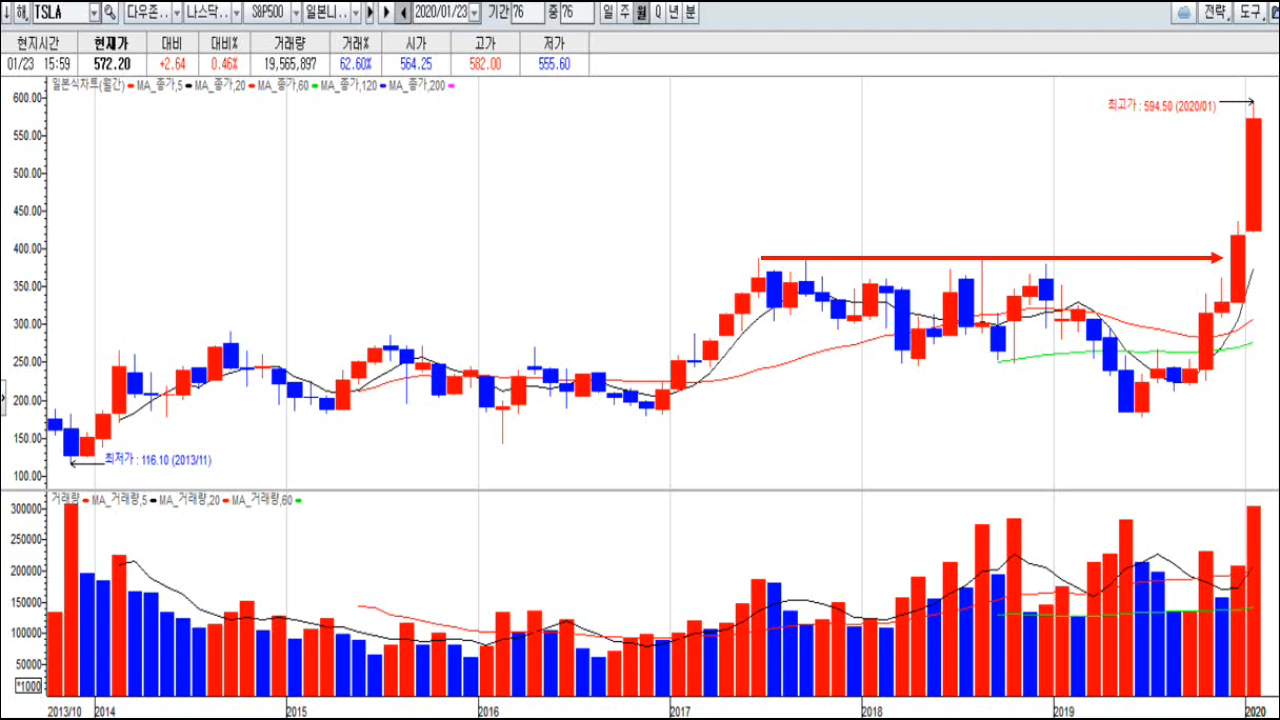 해 TSLA 다우존.. 나스닥.. S&P500 일본니.. 2020/01/23 기간 76 중 76 일 주 월 Q 년 분 전략 도구
현지시간 현재가 대비 대비% 거래량 거래% 시가 고가 저가
01/23 15:59 572.20 +2.64 0.46% 19,565,897 62.60% 564.25 582.00 555.60
일본식차트(월간) MA_종가,5 MA_종가,20 MA_종가,60 MA_종가,120 MA_종가,200
600.00
최고가 : 594.50 (2020/01)
550.00
500.00
450.00
400.00
350.00
300.00
250.00
200.00
150.00
최저가 : 116.10 (2013/11)
100.00
거래량 MA_거래량,5 MA_거래량,20 MA_거래량,60
300000
250000
200000
150000
100000
50000
*1000
2013/10 2014 2015 2016 2017 2018 2019 2020